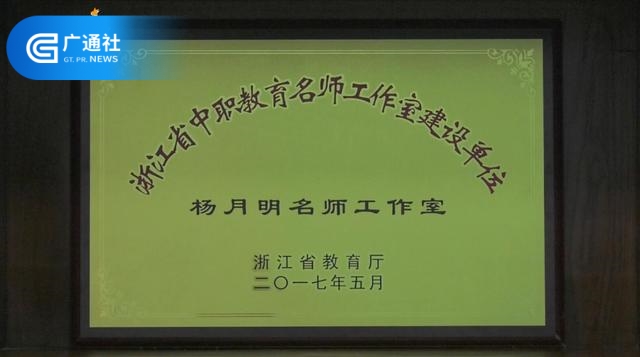 广通社
GT. PR. NEWS
浙江省中职教育名师工作室建设单位
杨月明名师工作室
浙江省教育厅
二〇一七年五月